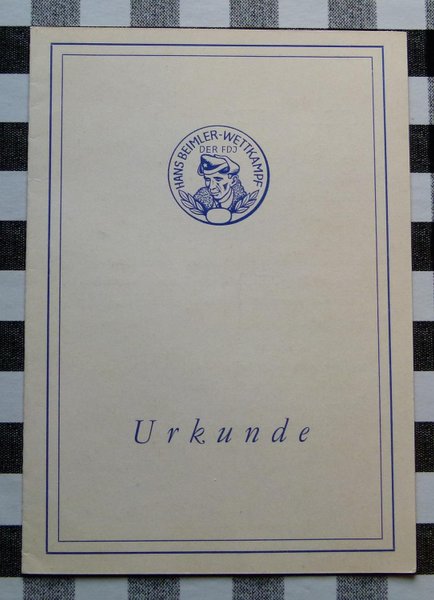 HANS BEIMLER-WETTKAMPF
DER FDJ
Urkunde